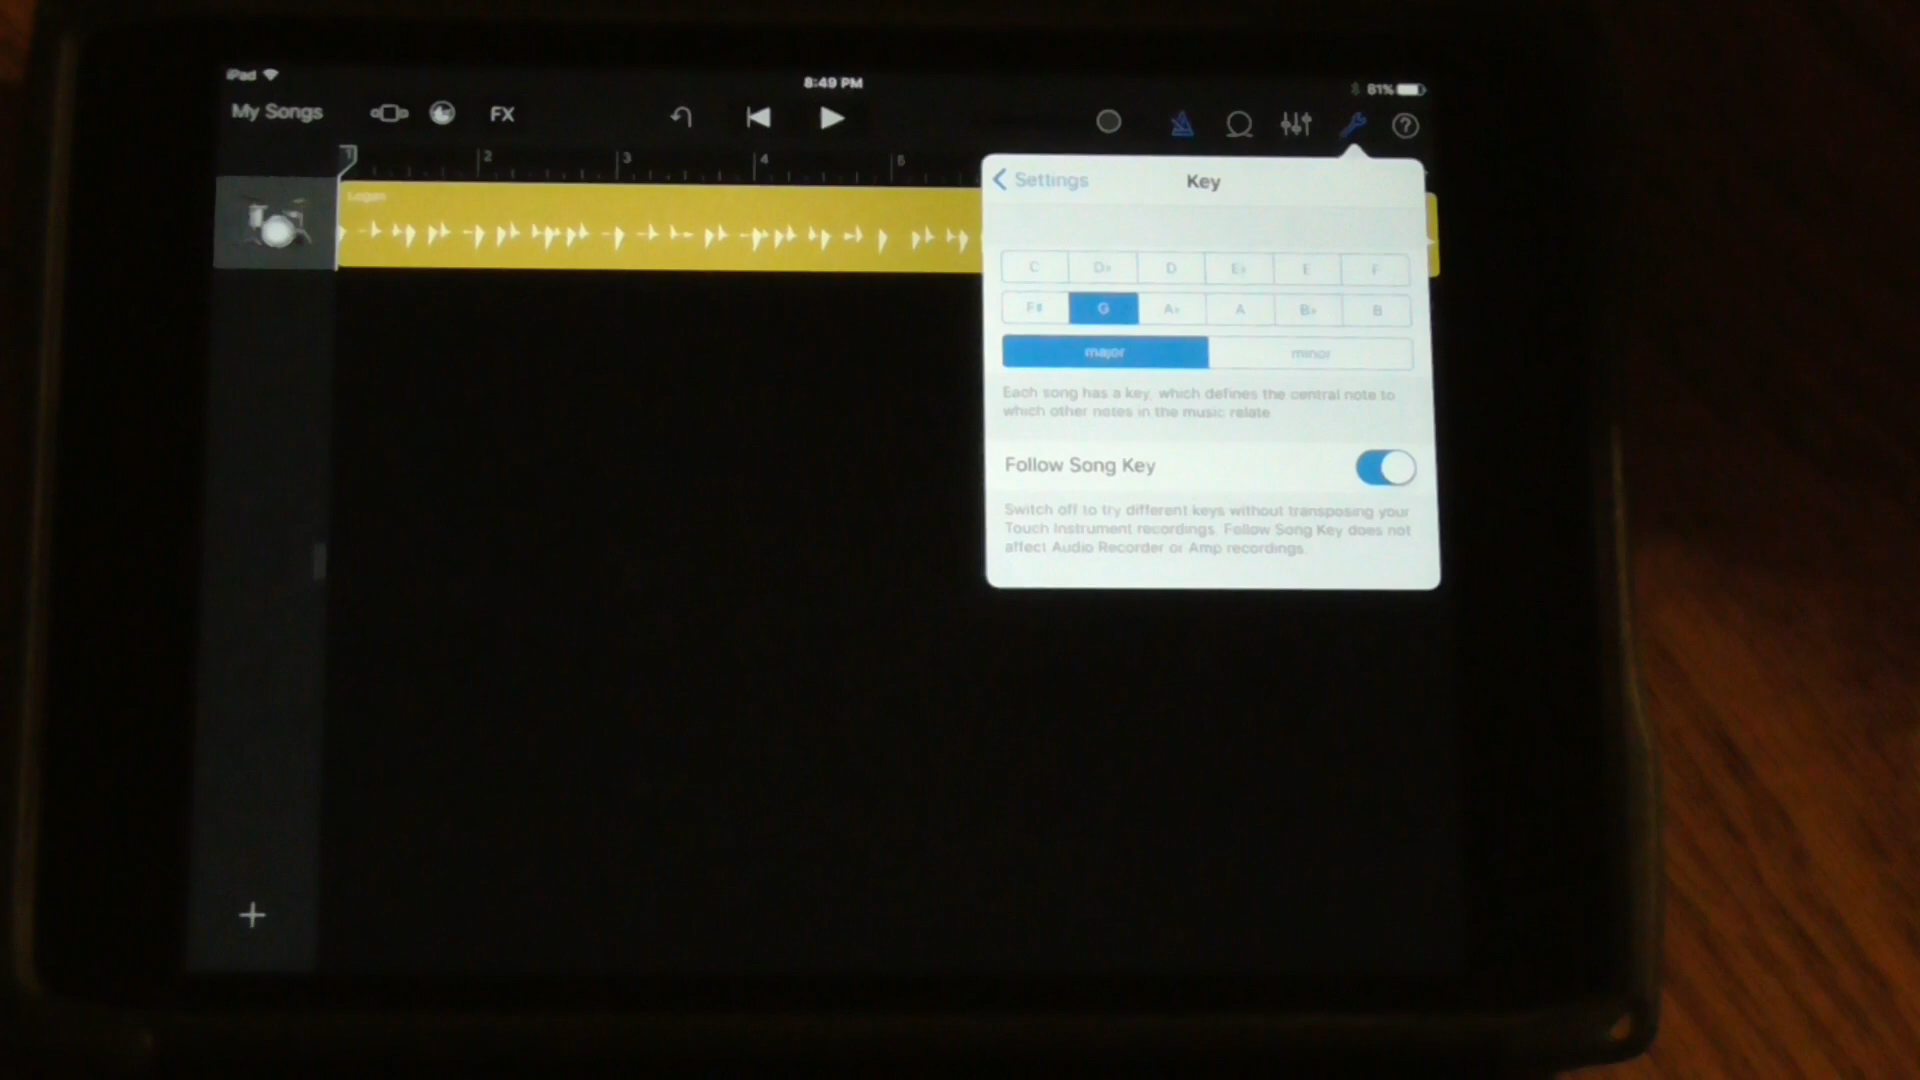 iPad
8:49 PM
81%
My Songs
FX
?
1 2 3 4 5
Logan
Settings
Key
C D♭ D E♭ E F
F♯ G A♭ A B♭ B
major minor
Each song has a key, which defines the central note to
which other notes in the music relate
Follow Song Key
Switch off to try different keys without transposing your
Touch Instrument recordings. Follow Song Key does not
affect Audio Recorder or Amp recordings.
+